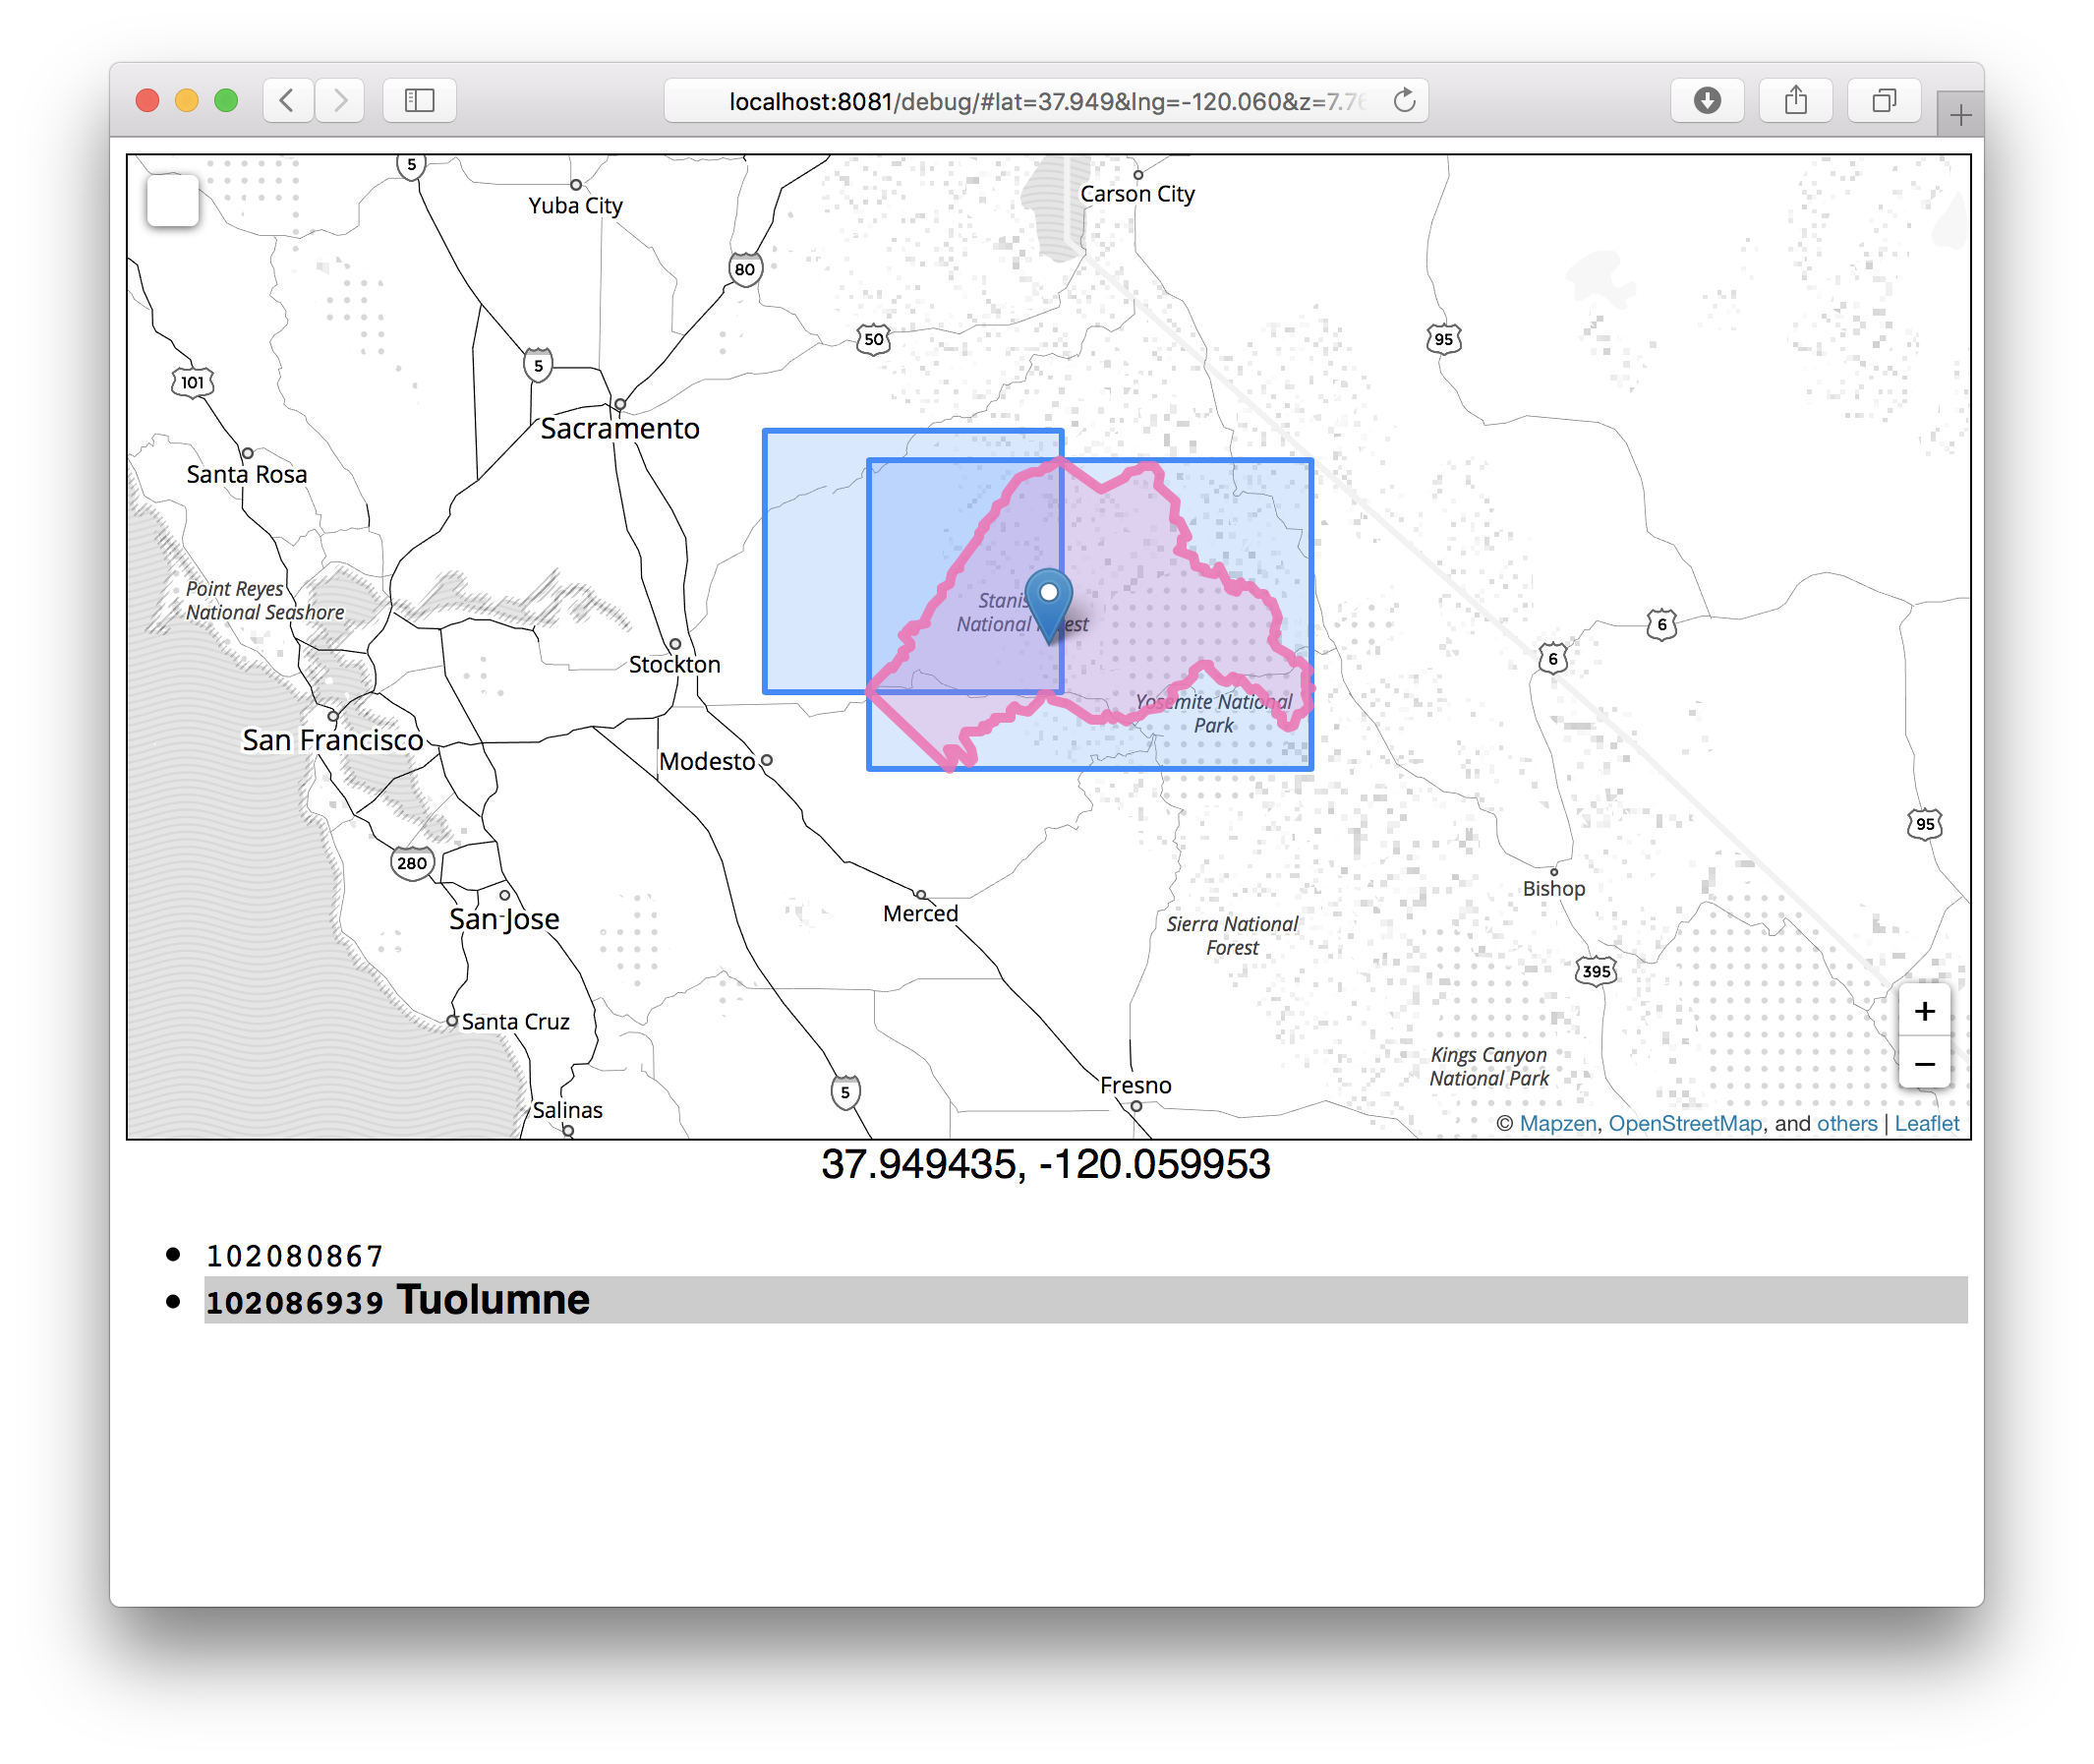 localhost:8081/debug/#lat=37.949&lng=-120.060&z=7.76
5
Yuba City
Carson City
80
50
95
5
101
Sacramento
Santa Rosa
Point Reyes
National Seashore
Stanis
National F est
6
6
Stockton
Yosemite National
Park
San Francisco
Modesto
95
280
Bishop
San Jose
Merced
Sierra National
Forest
395
Santa Cruz
+
Kings Canyon
National Park
−
5
Fresno
Salinas
© Mapzen, OpenStreetMap, and others | Leaflet
37.949435, -120.059953
• 102080867
• 102086939 Tuolumne